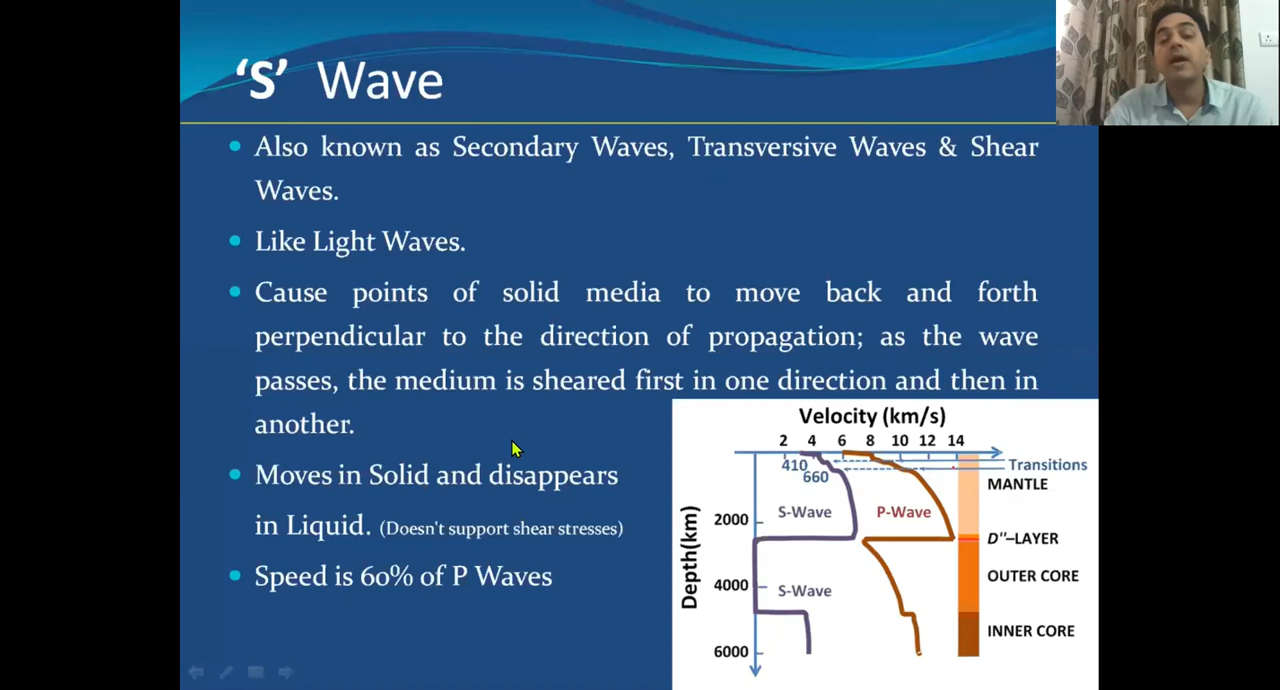 ‘S’ Wave
Also known as Secondary Waves, Transversive Waves & Shear
Waves.
Like Light Waves.
Cause points of solid media to move back and forth
perpendicular to the direction of propagation; as the wave
passes, the medium is sheared first in one direction and then in
another.
Moves in Solid and disappears
in Liquid. (Doesn't support shear stresses)
Speed is 60% of P Waves
Velocity (km/s)
2 4 6 8 10 12 14
410
660
Transitions
MANTLE
S-Wave
P-Wave
2000
D''-LAYER
Depth(km)
OUTER CORE
4000
S-Wave
INNER CORE
6000